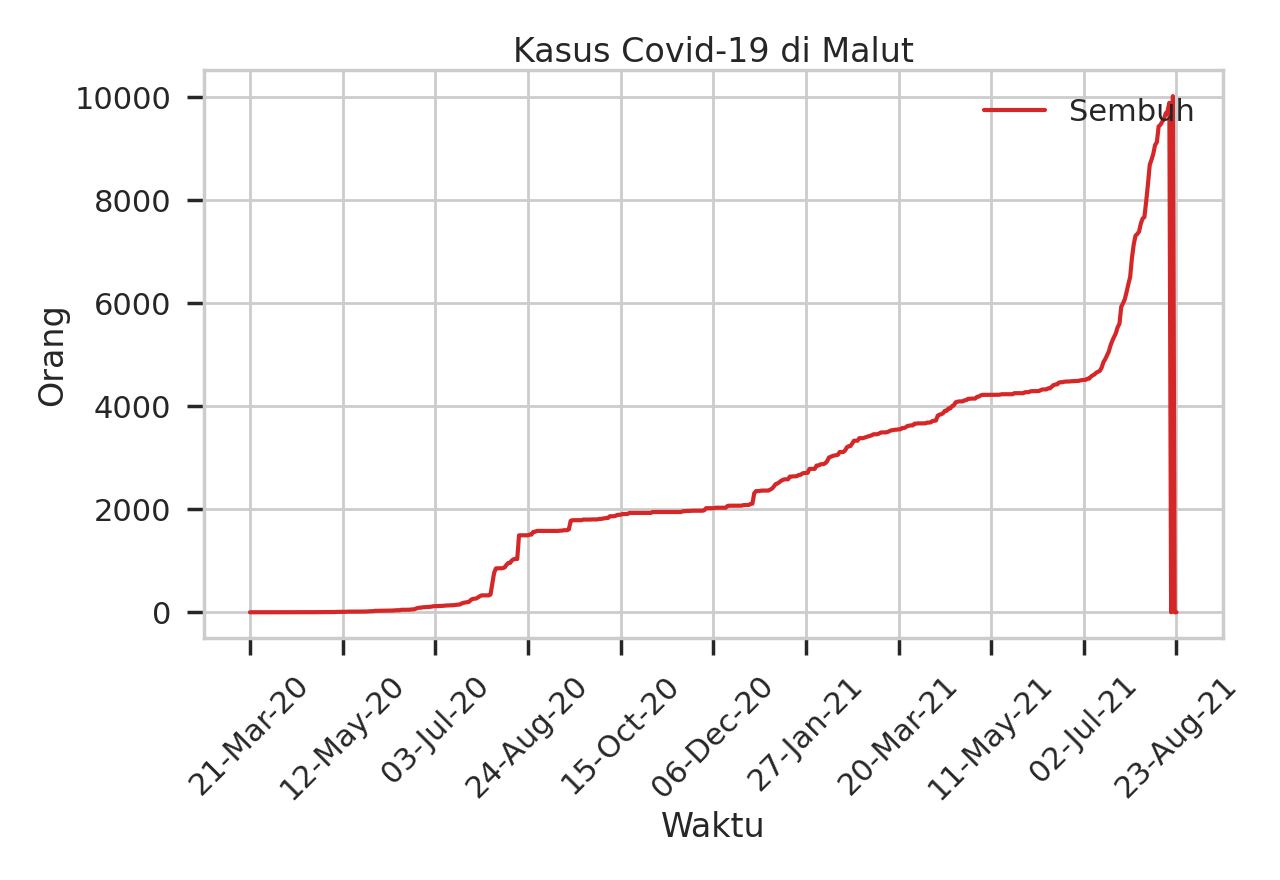 Kasus Covid-19 di Malut
10000
8000
6000
4000
2000
0
Orang
Sembuh
21-Mar-20
12-May-20
03-Jul-20
24-Aug-20
15-Oct-20
06-Dec-20
27-Jan-21
20-Mar-21
11-May-21
02-Jul-21
23-Aug-21
Waktu